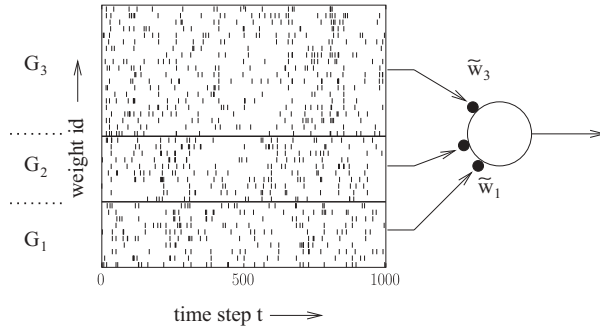 G₃
G₂
G₁
weight id
0 500 1000
time step t
w̃₃
w̃₁